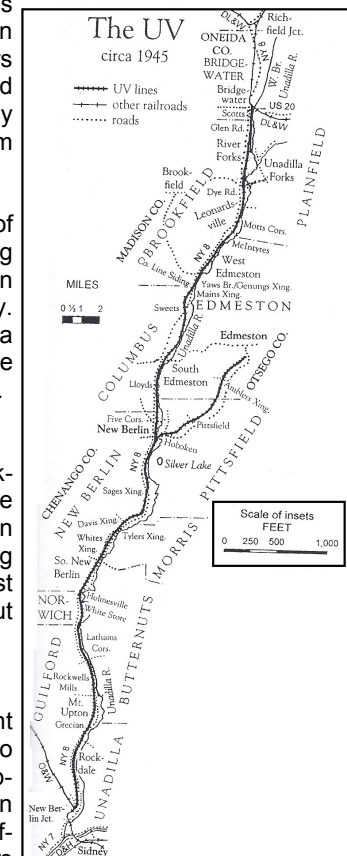 The UV
circa 1945
UV lines
other railroads
roads
DL&W
Rich-
field Jct.
ONEIDA
CO.
NY 8
BRIDGE-
WATER
W. Br.
Unadilla R.
Bridge-
water
US 20
Scotts
DL&W
Glen Rd.
River
Forks
PLAINFIELD
Unadilla
Forks
Brook-
field
Dye Rd.
MADISON CO.
BROOKFIELD
Leonards-
ville
Motts Cors.
McIntyres
NY 8
West
Edmeston
Co. Line Siding
Yaws Br./Genungs Xing.
Mains Xing.
MILES
0 ½ 1 2
Sweets
EDMESTON
Unadilla R.
COLUMBUS
Edmeston
OTSEGO CO.
South
Edmeston
Lloyds
Amblers Xing.
Five Cors.
Pittsfield
New Berlin
Hoboken
NY 8
Silver Lake
PITTSFIELD
CHENANGO CO.
NEW BERLIN
Sages Xing.
Scale of insets
FEET
0 250 500 1,000
Davis Xing.
Whites
Xing.
Tylers Xing.
MORRIS
So. New
Berlin
NOR-
WICH
Holmesville
White Store
Lathams
Cors.
BUTTERNUTS
GUILFORD
Rockwells
Mills
Unadilla R.
Mt.
Upton
Grecian
NY 8
Rock-
dale
UNADILLA
New Ber-
lin Jct.
NY 7
D&H
Sidney